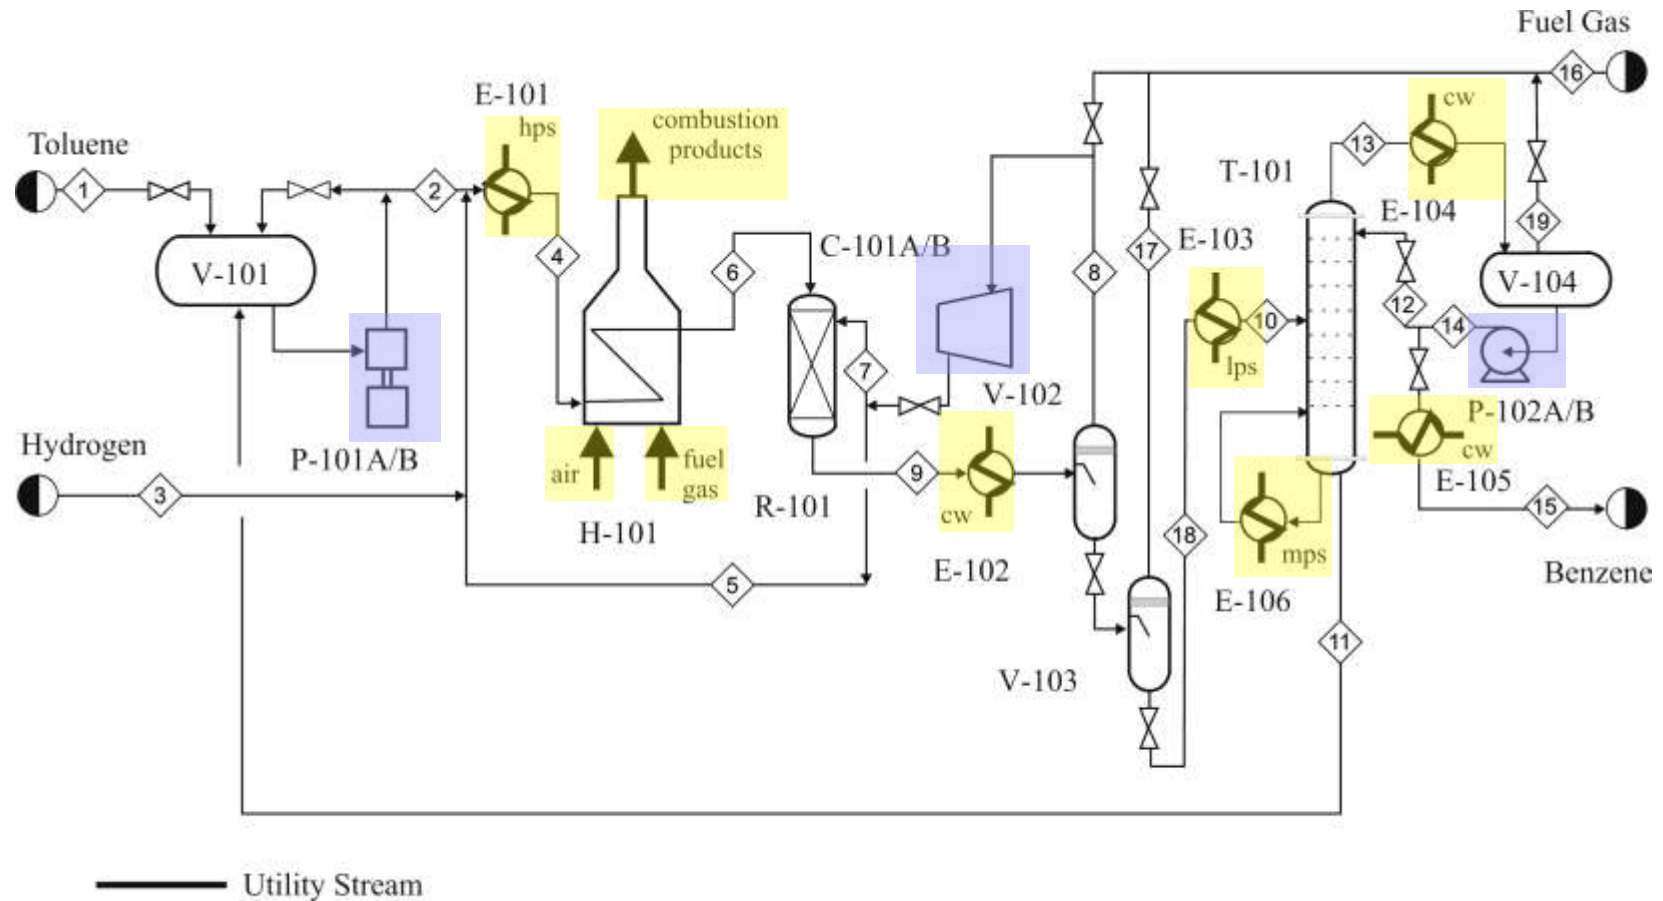 Fuel Gas
16
E-101
hps
combustion
products
cw
Toluene
1
2
13
T-101
E-104
19
V-101
4
6
C-101A/B
8
17
E-103
V-104
10
12
14
lps
7
V-102
P-102A/B
Hydrogen
P-101A/B
air
fuel
gas
3
R-101
9
cw
cw
E-105
15
H-101
E-102
18
mps
Benzene
5
E-106
11
V-103
Utility Stream